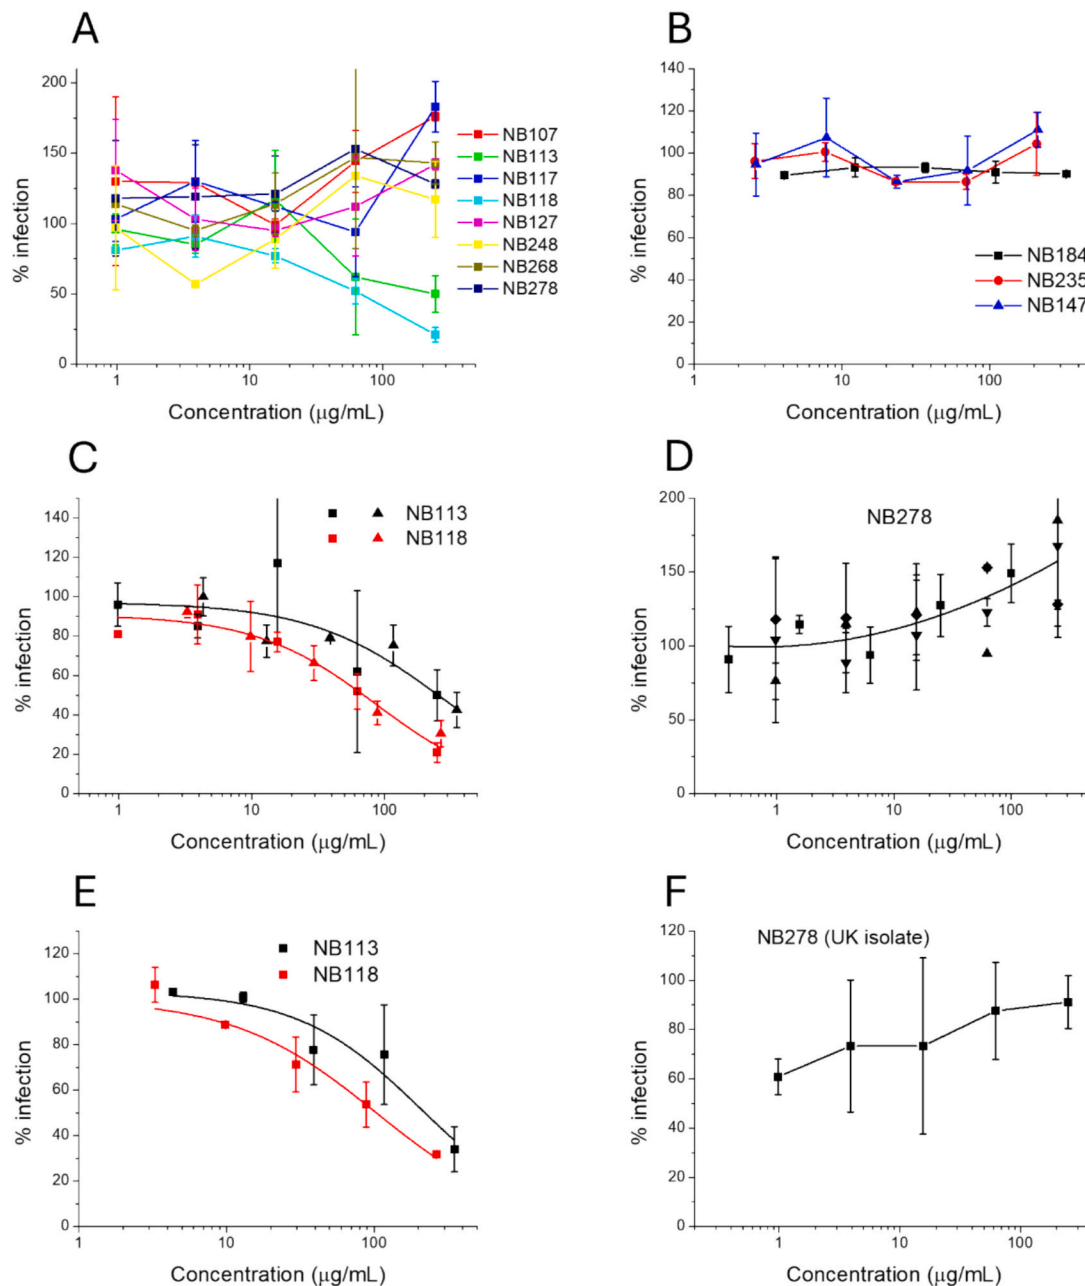 A
% infection
200
150
100
50
0
1
10
100
Concentration (μg/mL)
NB107
NB113
NB117
NB118
NB127
NB248
NB268
NB278
B
% infection
140
120
100
80
60
40
20
0
1
10
100
Concentration (μg/mL)
NB184
NB235
NB147
C
% infection
140
120
100
80
60
40
20
0
1
10
100
Concentration (μg/mL)
NB113
NB118
D
% infection
200
150
100
50
0
1
10
100
Concentration (μg/mL)
NB278
E
% infection
120
100
80
60
40
20
0
1
10
100
Concentration (μg/mL)
NB113
NB118
F
% infection
120
100
80
60
40
20
0
1
10
100
Concentration (μg/mL)
NB278 (UK isolate)